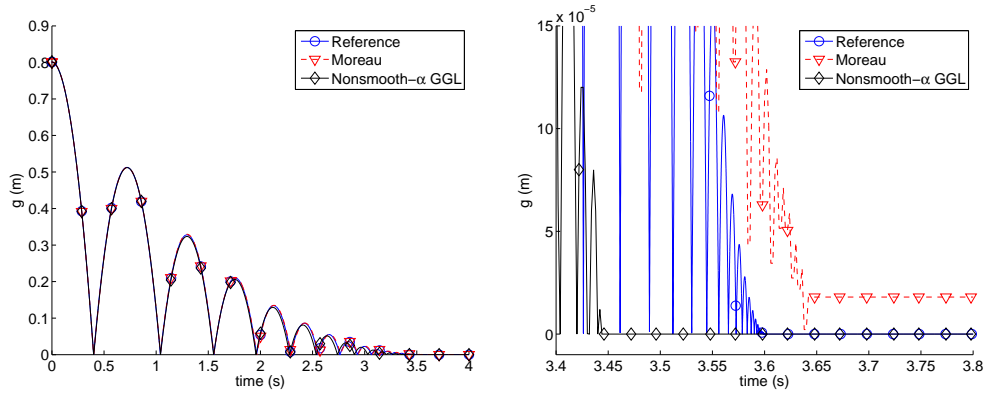 0.9
0.8
0.7
0.6
0.5
0.4
0.3
0.2
0.1
0
g (m)
0 0.5 1 1.5 2 2.5 3 3.5 4
time (s)
Reference
Moreau
Nonsmooth-α GGL
15 x 10^-5
10
5
0
g (m)
3.4 3.45 3.5 3.55 3.6 3.65 3.7 3.75 3.8
time (s)
Reference
Moreau
Nonsmooth-α GGL